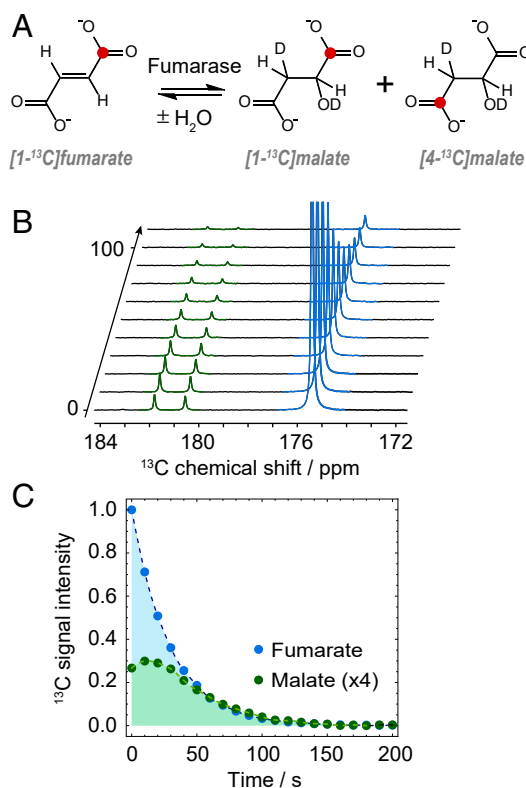 A
⁻O
H
O
O
H
O⁻
Fumarase
± H₂O
D
⁻O
H
O
H
O
OD
O⁻
+
D
⁻O
H
O
H
O
OD
O⁻
[1-¹³C]fumarate
[1-¹³C]malate
[4-¹³C]malate
B
100
0
184
180
176
172
¹³C chemical shift / ppm
C
1.0
0.8
0.6
0.4
0.2
0.0
¹³C signal intensity
Fumarate
Malate (x4)
0
50
100
150
200
Time / s